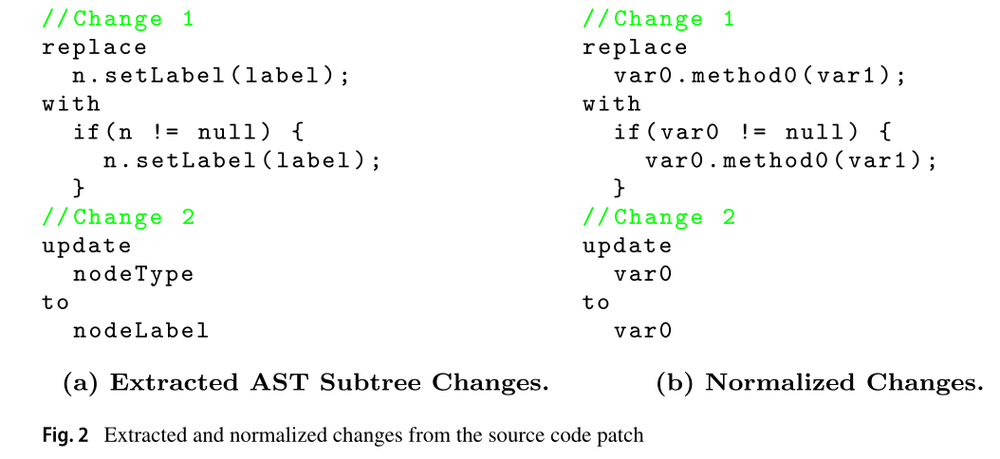 //Change 1
replace
  n.setLabel(label);
with
  if(n != null) {
    n.setLabel(label);
  }
//Change 2
update
  nodeType
to
  nodeLabel
(a) Extracted AST Subtree Changes.
//Change 1
replace
  var0.method0(var1);
with
  if(var0 != null) {
    var0.method0(var1);
  }
//Change 2
update
  var0
to
  var0
(b) Normalized Changes.
Fig. 2 Extracted and normalized changes from the source code patch